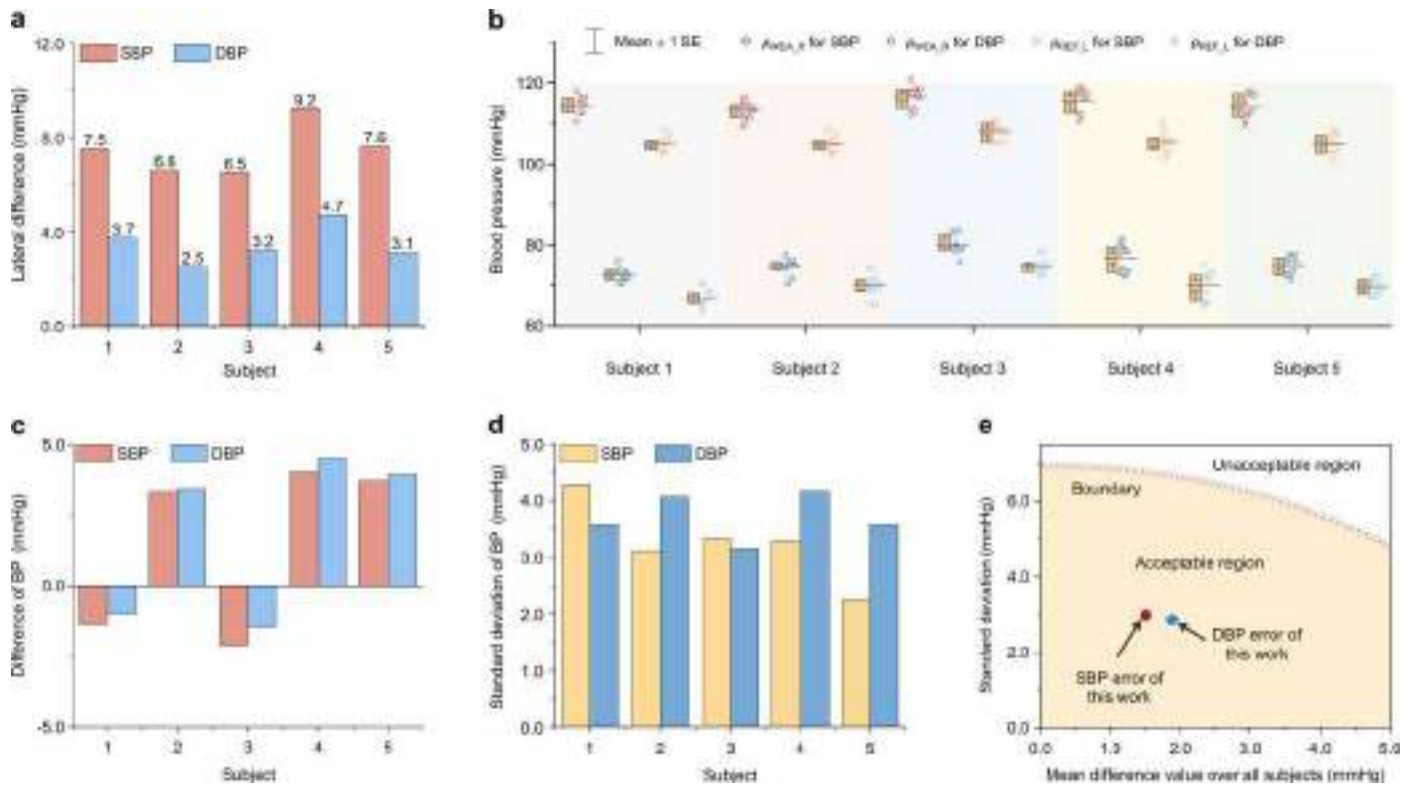 a
12.0
8.0
4.0
0.0
Lateral difference (mmHg)
SBP
DBP
7.5
3.7
2.5
6.5
3.2
9.2
4.7
3.1
1
2
3
4
5
Subject
b
Mean ± 1 SE
for SBP
for DBP
for SBP
for DBP
Blood pressure (mmHg)
120
100
80
60
Subject 1
Subject 2
Subject 3
Subject 4
Subject 5
c
5.0
0.0
-5.0
Difference of BP (mmHg)
SBP
DBP
1
2
3
4
5
Subject
d
5.0
4.0
3.0
2.0
1.0
0.0
Standard deviation of BP (mmHg)
SBP
DBP
1
2
3
4
5
Subject
e
6.0
4.0
2.0
0.0
Standard deviation (mmHg)
Unacceptable region
Boundary
Acceptable region
DBP error of
this work
SBP error of
this work
0.0
1.0
2.0
3.0
4.0
5.0
Mean difference value over all subjects (mmHg)